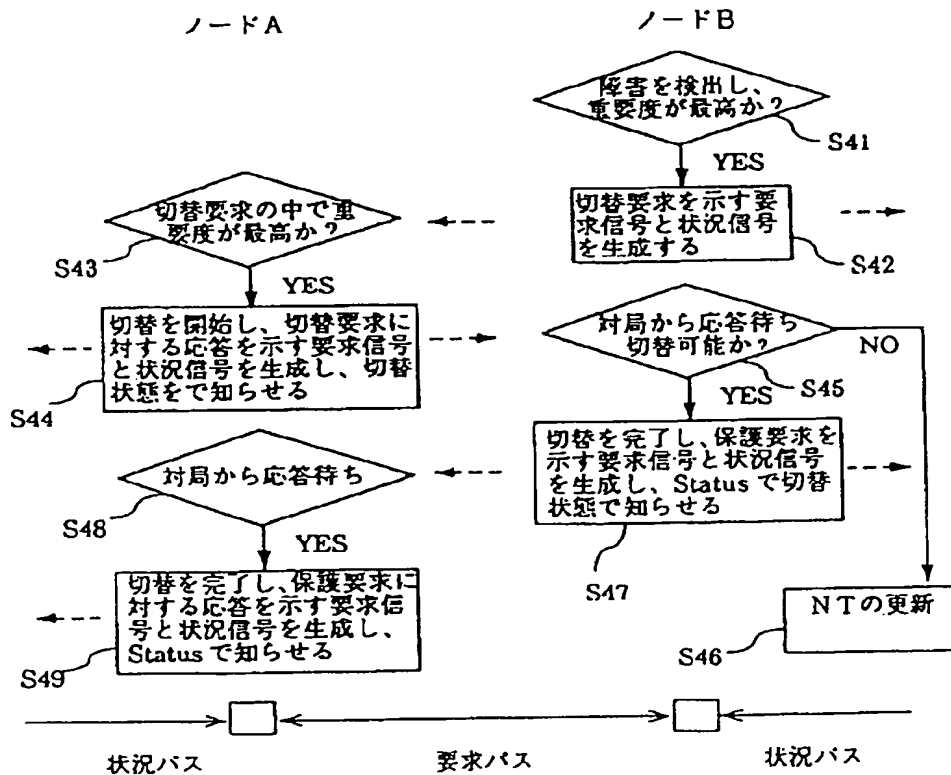 ノードA
ノードB
障害を検出し、
重要度が最高か？
S41
YES
切替要求を示す要
求信号と状況信号
を生成する
S42
切替要求の中で重
要度が最高か？
S43
YES
切替を開始し、切替要求に
対する応答を示す要求信号
と状況信号を生成し、切替
状態をで知らせる
S44
対局から応答待ち
切替可能か？
NO
S45
YES
切替を完了し、保護要求を
示す要求信号と状況信号
を生成し、Statusで切替
状態で知らせる
S47
対局から応答待ち
S48
YES
切替を完了し、保護要求に
対する応答を示す要求信
号と状況信号を生成し、
Statusで知らせる
S49
NTの更新
S46
状況パス
要求パス
状況パス